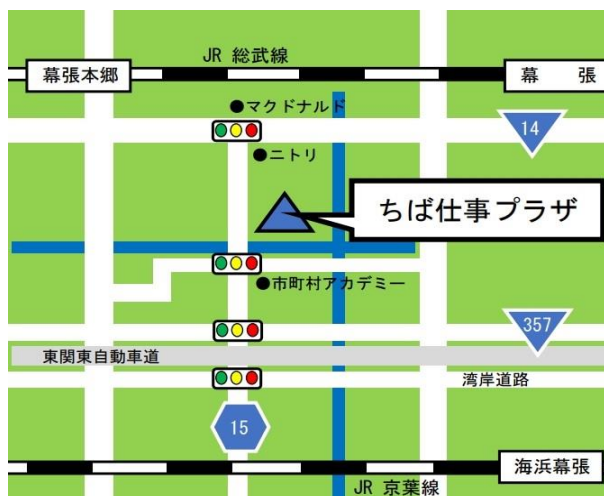 JR 総武線
幕張本郷
幕　張
マクドナルド
14
ニトリ
ちば仕事プラザ
市町村アカデミー
357
東関東自動車道
湾岸道路
15
海浜幕張
JR 京葉線